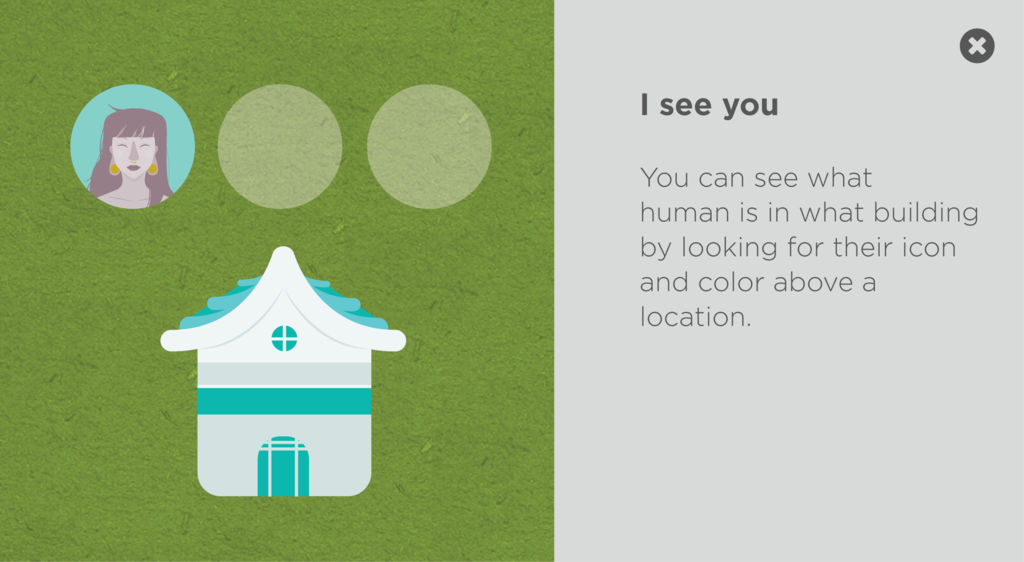 I see you
You can see what
human is in what building
by looking for their icon
and color above a
location.